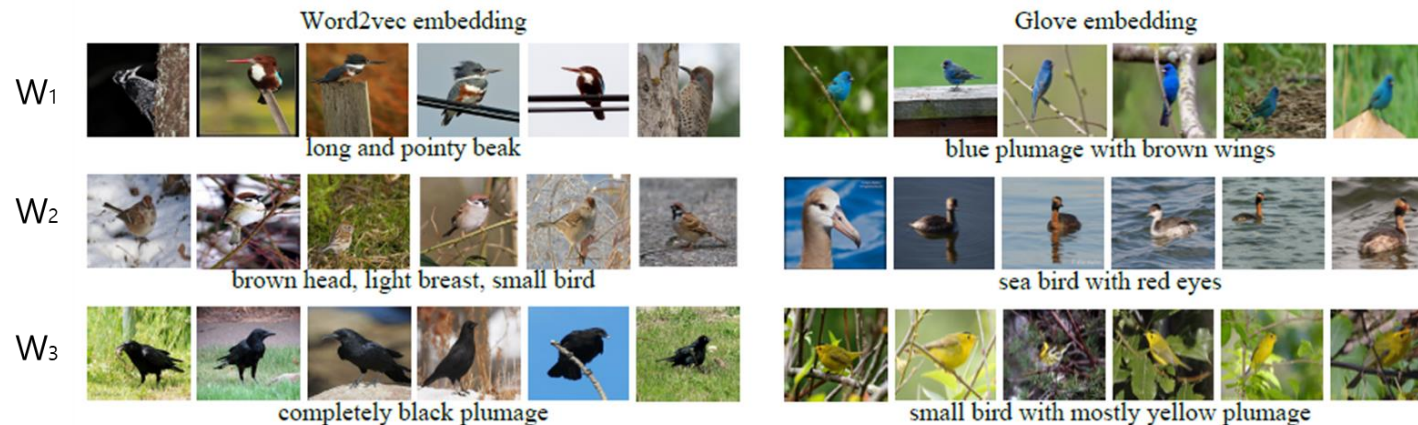 Word2vec embedding
Glove embedding
W1
long and pointy beak
blue plumage with brown wings
W2
brown head, light breast, small bird
sea bird with red eyes
W3
completely black plumage
small bird with mostly yellow plumage